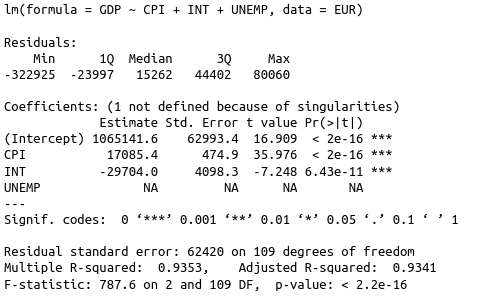 lm(formula = GDP ~ CPI + INT + UNEMP, data = EUR)
Residuals:
Min 1Q Median 3Q Max
-322925 -23997 15262 44402 80060
Coefficients: (1 not defined because of singularities)
Estimate Std. Error t value Pr(>|t|)
(Intercept) 1065141.6 62993.4 16.909 < 2e-16 ***
CPI 17085.4 474.9 35.976 < 2e-16 ***
INT -29704.0 4098.3 -7.248 6.43e-11 ***
UNEMP NA NA NA NA
---
Signif. codes: 0 ‘***’ 0.001 ‘**’ 0.01 ‘*’ 0.05 ‘.’ 0.1 ‘ ’ 1
Residual standard error: 62420 on 109 degrees of freedom
Multiple R-squared: 0.9353, Adjusted R-squared: 0.9341
F-statistic: 787.6 on 2 and 109 DF, p-value: < 2.2e-16